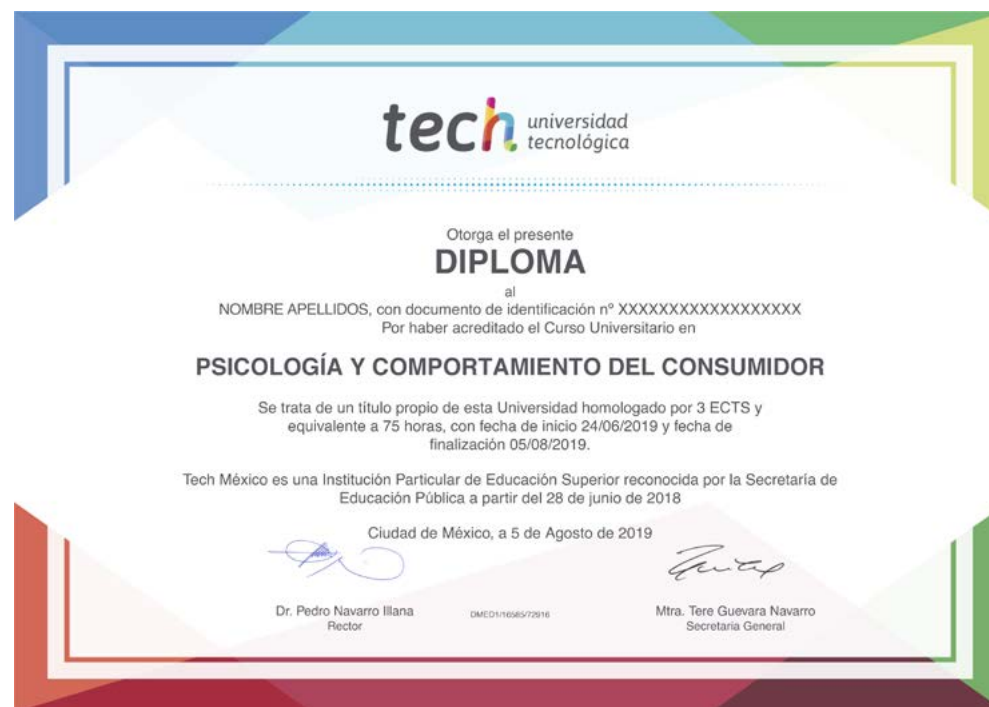 tech universidad
tecnológica
Otorga el presente
DIPLOMA
al
NOMBRE APELLIDOS, con documento de identificación nº XXXXXXXXXXXXXXXXXX
Por haber acreditado el Curso Universitario en
PSICOLOGÍA Y COMPORTAMIENTO DEL CONSUMIDOR
Se trata de un título propio de esta Universidad homologado por 3 ECTS y
equivalente a 75 horas, con fecha de inicio 24/06/2019 y fecha de
finalización 05/08/2019.
Tech México es una Institución Particular de Educación Superior reconocida por la Secretaría de
Educación Pública a partir del 28 de junio de 2018
Ciudad de México, a 5 de Agosto de 2019
Dr. Pedro Navarro Illana
Rector
DMED1/16585/72916
Mtra. Tere Guevara Navarro
Secretaria General